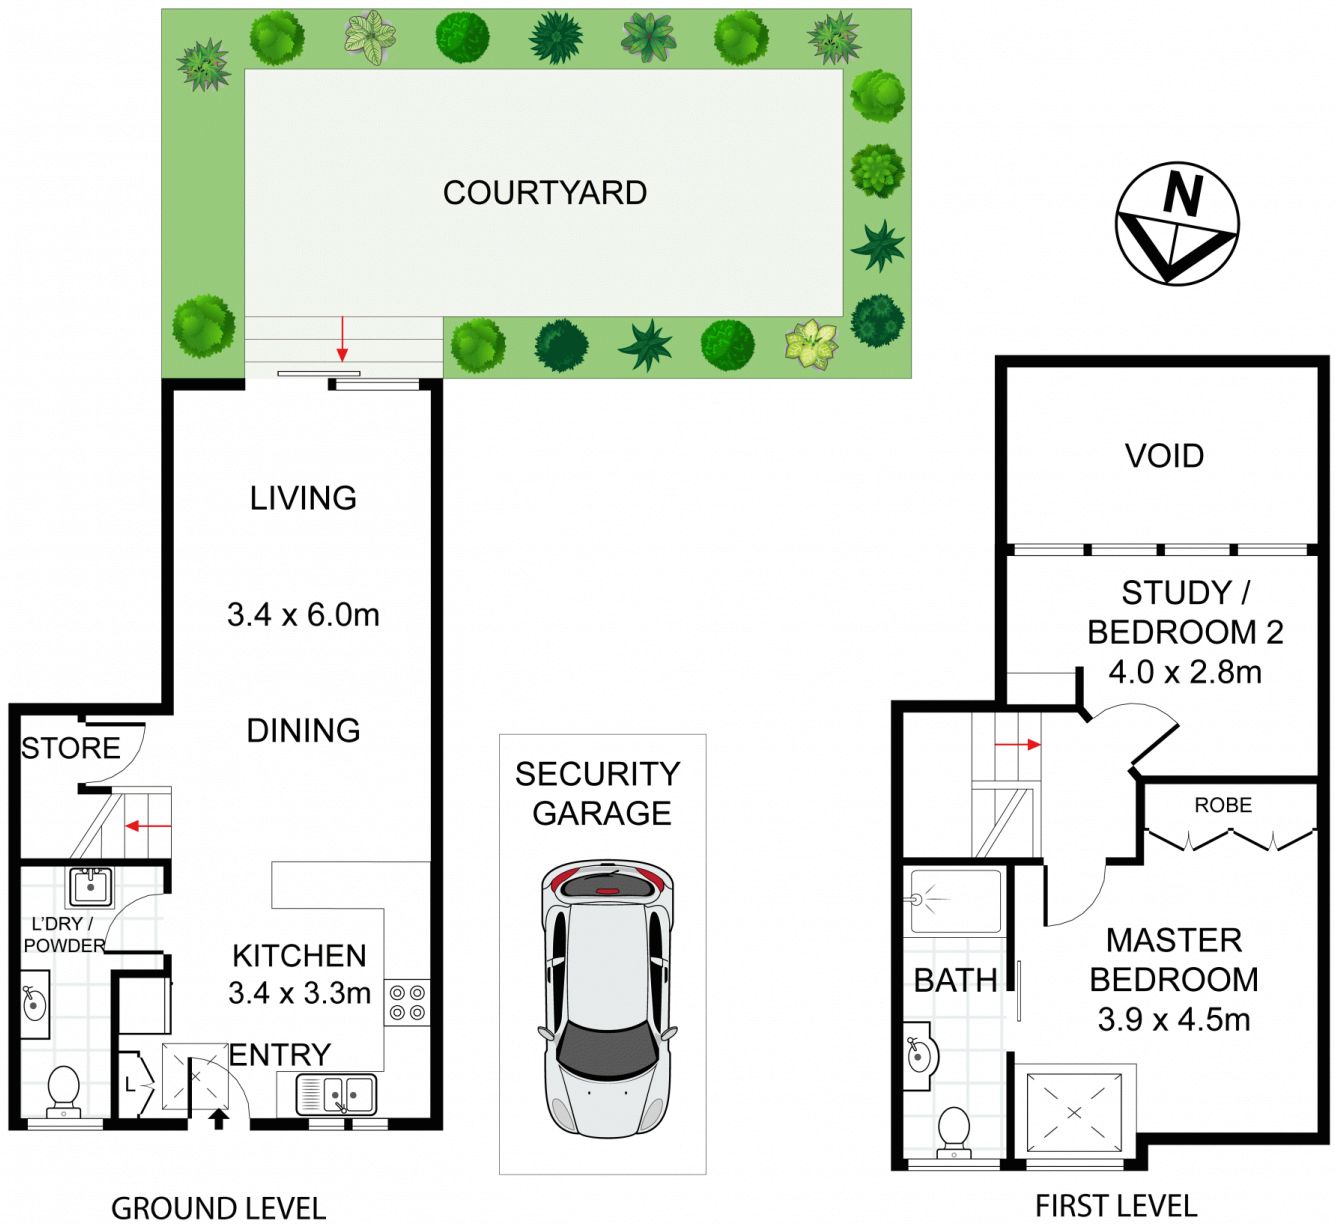 COURTYARD
N
LIVING
3.4 x 6.0m
DINING
STORE
L'DRY /
POWDER
KITCHEN
3.4 x 3.3m
ENTRY
L
GROUND LEVEL
SECURITY
GARAGE
VOID
STUDY /
BEDROOM 2
4.0 x 2.8m
ROBE
MASTER
BEDROOM
3.9 x 4.5m
BATH
FIRST LEVEL